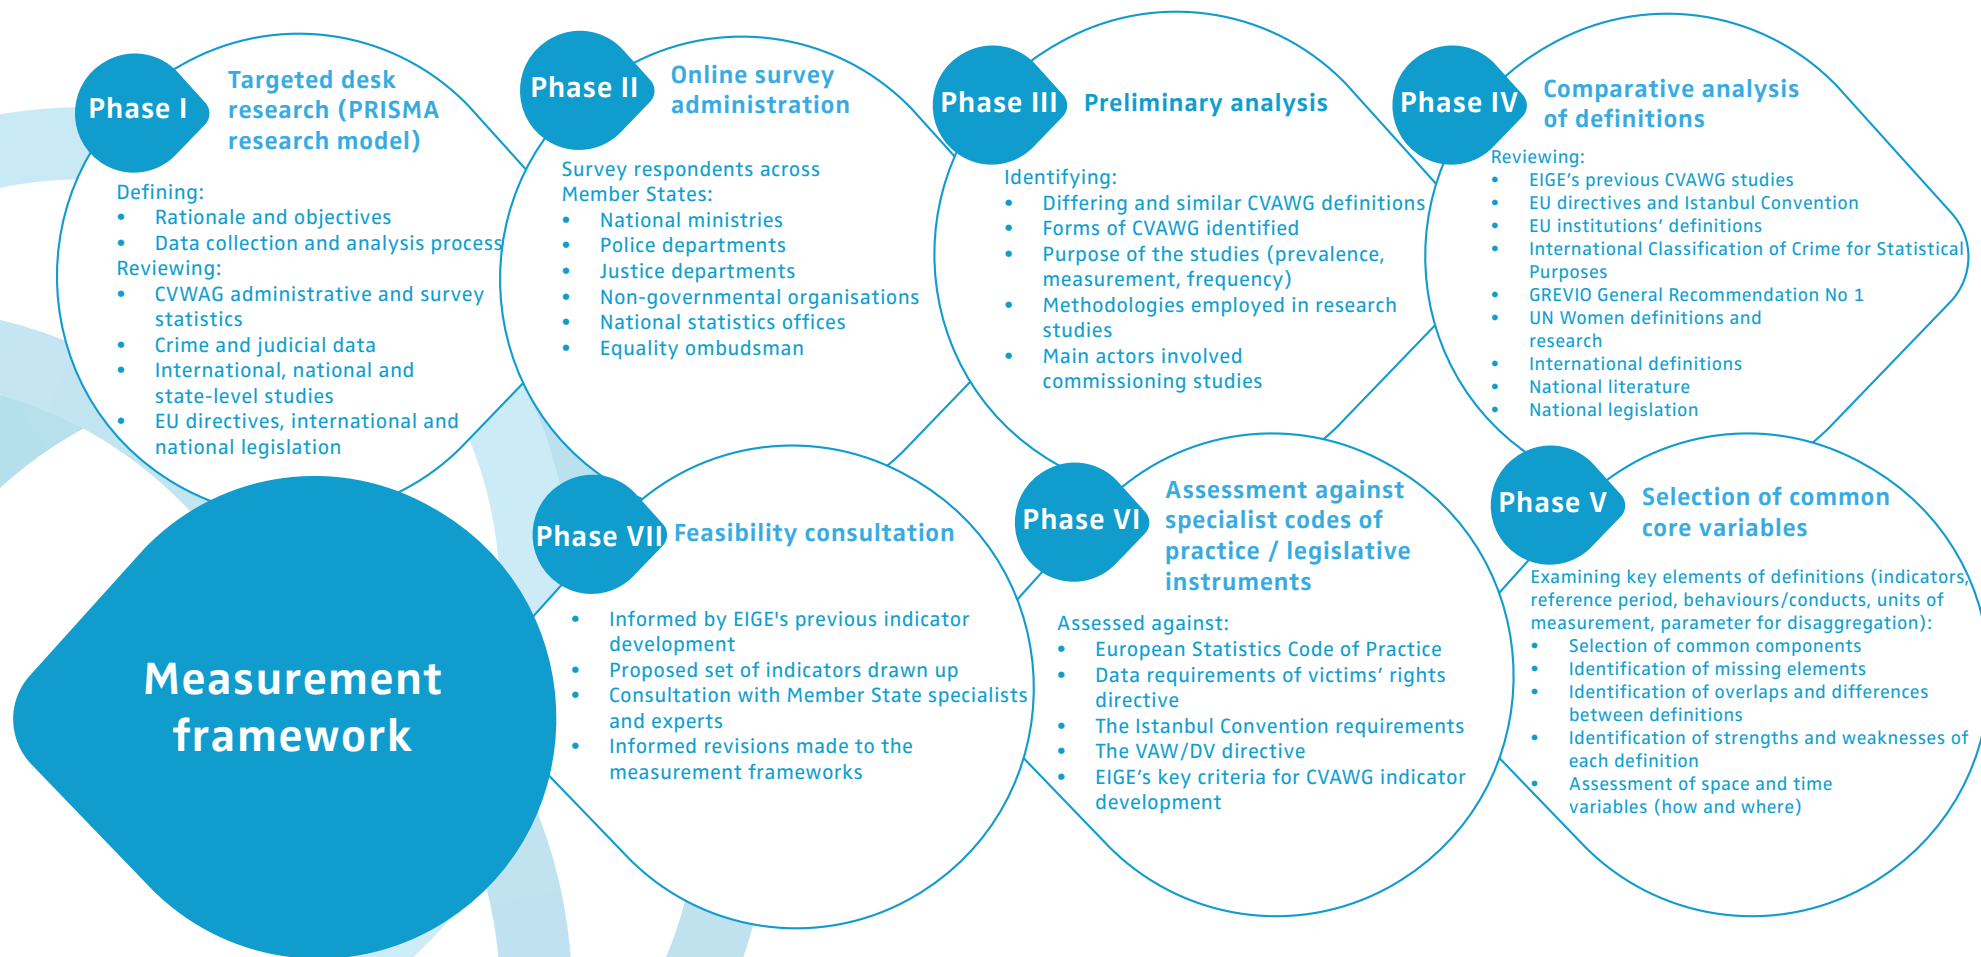 Phase I
Targeted desk
research (PRISMA
research model)
Defining:
• Rationale and objectives
• Data collection and analysis process
Reviewing:
• CVWAG administrative and survey
statistics
• Crime and judicial data
• International, national and
state-level studies
• EU directives, international and
national legislation
Phase II
Online survey
administration
Survey respondents across
Member States:
• National ministries
• Police departments
• Justice departments
• Non-governmental organisations
• National statistics offices
• Equality ombudsman
Phase III
Preliminary analysis
Identifying:
• Differing and similar CVAWG definitions
• Forms of CVAWG identified
• Purpose of the studies (prevalence,
measurement, frequency)
• Methodologies employed in research
studies
• Main actors involved
commissioning studies
Phase IV
Comparative analysis
of definitions
Reviewing:
• EIGE’s previous CVAWG studies
• EU directives and Istanbul Convention
• EU institutions’ definitions
• International Classification of Crime for Statistical
Purposes
• GREVIO General Recommendation No 1
• UN Women definitions and
research
• International definitions
• National literature
• National legislation
Phase V
Selection of common
core variables
Examining key elements of definitions (indicators,
reference period, behaviours/conducts, units of
measurement, parameter for disaggregation):
• Selection of common components
• Identification of missing elements
• Identification of overlaps and differences
between definitions
• Identification of strengths and weaknesses of
each definition
• Assessment of space and time
variables (how and where)
Phase VI
Assessment against
specialist codes of
practice / legislative
instruments
Assessed against:
• European Statistics Code of Practice
• Data requirements of victims’ rights
directive
• The Istanbul Convention requirements
• The VAW/DV directive
• EIGE’s key criteria for CVAWG indicator
development
Phase VII
Feasibility consultation
• Informed by EIGE's previous indicator
development
• Proposed set of indicators drawn up
• Consultation with Member State specialists
and experts
• Informed revisions made to the
measurement frameworks
Measurement
framework